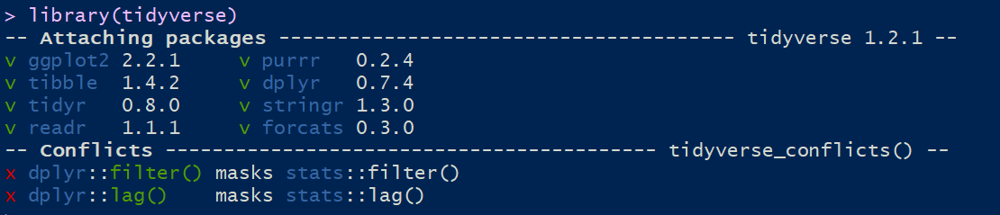 > library(tidyverse)
-- Attaching packages --------------------------------------- tidyverse 1.2.1 --
v ggplot2 2.2.1     v purrr   0.2.4
v tibble  1.4.2     v dplyr   0.7.4
v tidyr   0.8.0     v stringr 1.3.0
v readr   1.1.1     v forcats 0.3.0
-- Conflicts ------------------------------------------ tidyverse_conflicts() --
x dplyr::filter() masks stats::filter()
x dplyr::lag()    masks stats::lag()